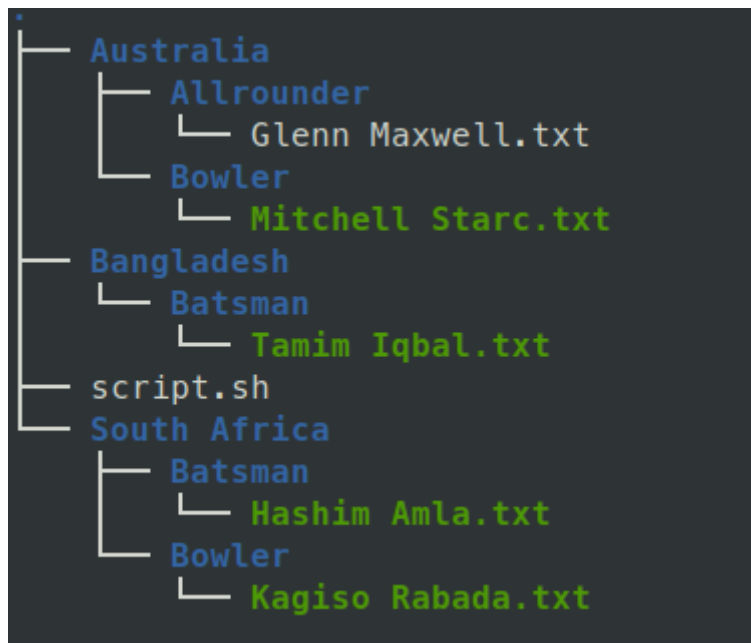 .
Australia
Allrounder
Glenn Maxwell.txt
Bowler
Mitchell Starc.txt
Bangladesh
Batsman
Tamim Iqbal.txt
script.sh
South Africa
Batsman
Hashim Amla.txt
Bowler
Kagiso Rabada.txt